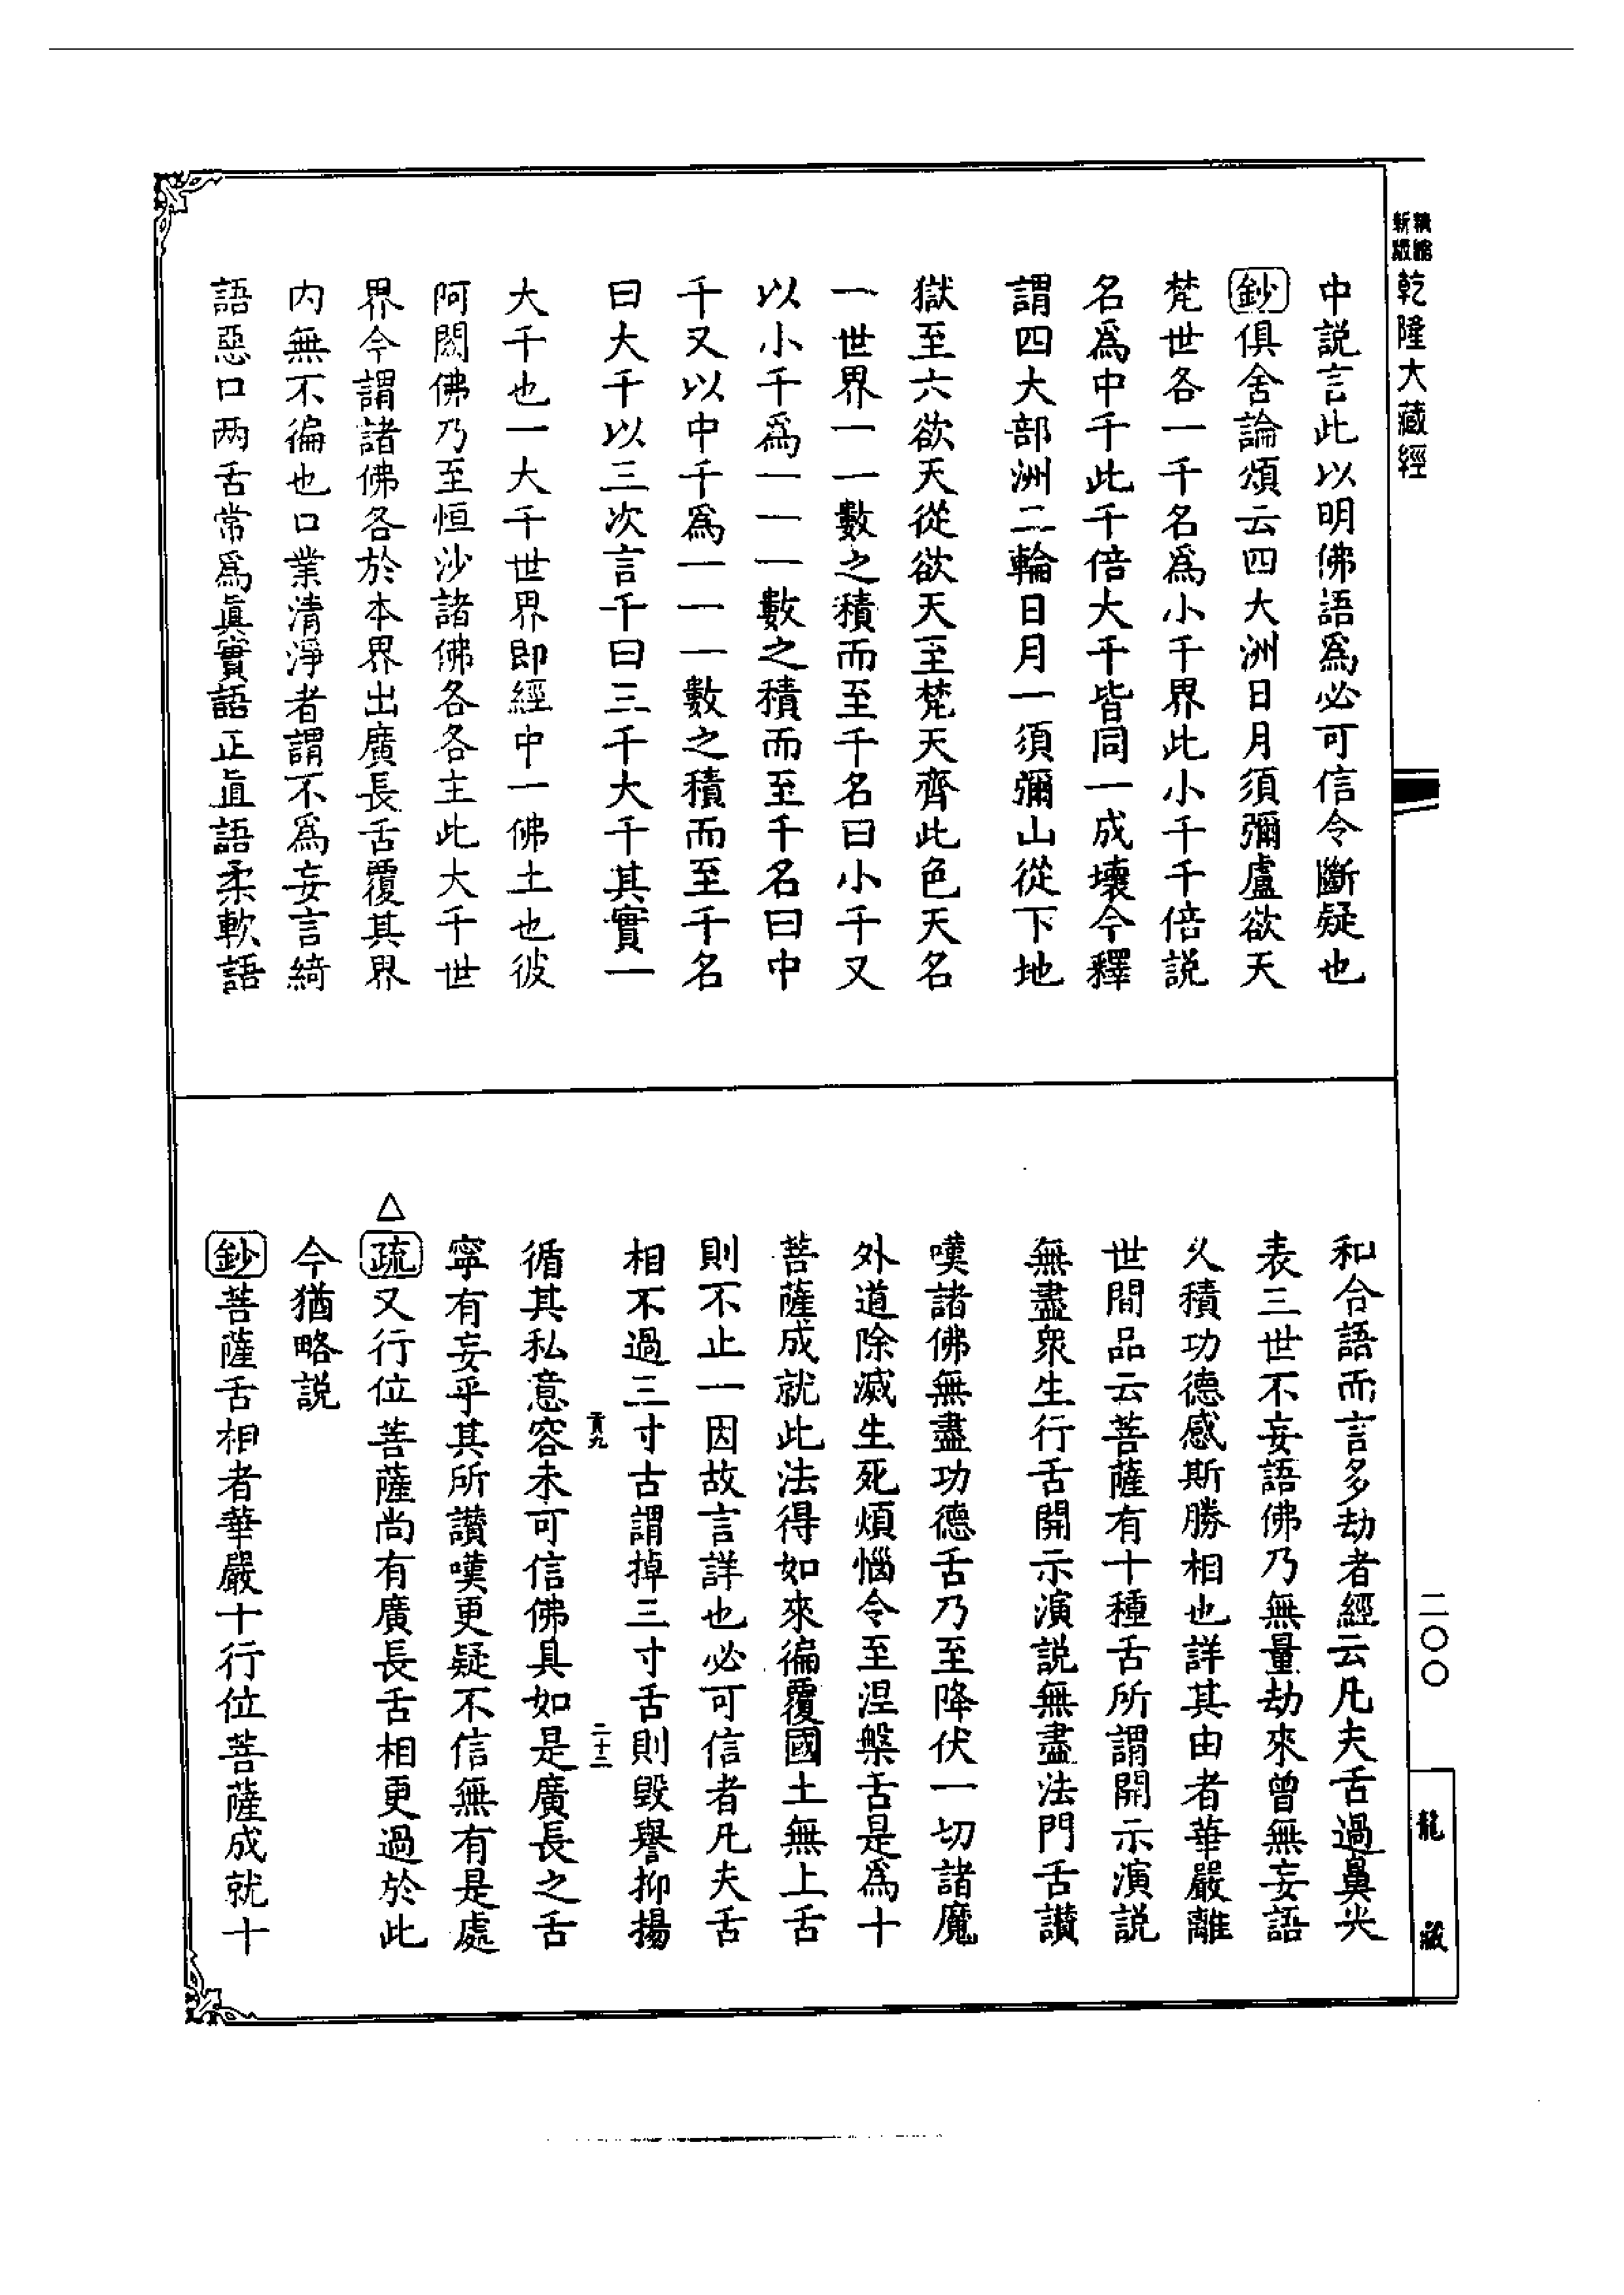 精縮新版乾隆大藏經
中説言此以明佛語爲必可信令斷疑也
鈔俱舍論頌云四大洲日月須彌盧欲天
梵世各一千名爲小千界此小千千倍説
名爲中千此千倍大千皆同一成壞今釋
謂四大部洲二輪日月一須彌山從下地
獄至六欲天從欲天至梵天齊此色天名
一世界一一數之積而至千名曰小千又
以小千爲一一一數之積而至千名曰中
千又以中千爲一一一數之積而至千名
曰大千以三次言千曰三千大千其實一
大千也一大千世界即經中一佛土也彼
阿閦佛乃至恒沙諸佛各各主此大千世
界今謂諸佛各於本界出廣長舌覆其界
内無不徧也口業清淨者謂不爲妄言綺
語惡口两舌常爲眞實語正直語柔軟語
二〇〇
龍藏
和合語而言多劫者經云凡夫舌過鼻尖
表三世不妄語佛乃無量劫來曾無妄語
久積功德感斯勝相也詳其由者華嚴離
世間品云菩薩有十種舌所謂開示演説
無盡衆生行舌開示演説無盡法門舌讃
嘆諸佛無盡功德舌乃至降伏一切諸魔
外道除滅生死煩惱令至涅槃舌是爲十
菩薩成就此法得如來徧覆國土無上舌
則不止一因故言詳也必可信者凡夫舌
相不過三寸古謂掉三寸舌則毀譽抑揚
貢九 二十二
循其私意容未可信佛具如是廣長之舌
寧有妄乎其所讃嘆更疑不信無有是處
△疏又行位菩薩尚有廣長舌相更過於此
今猶略説
鈔菩薩舌相者華嚴十行位菩薩成就十